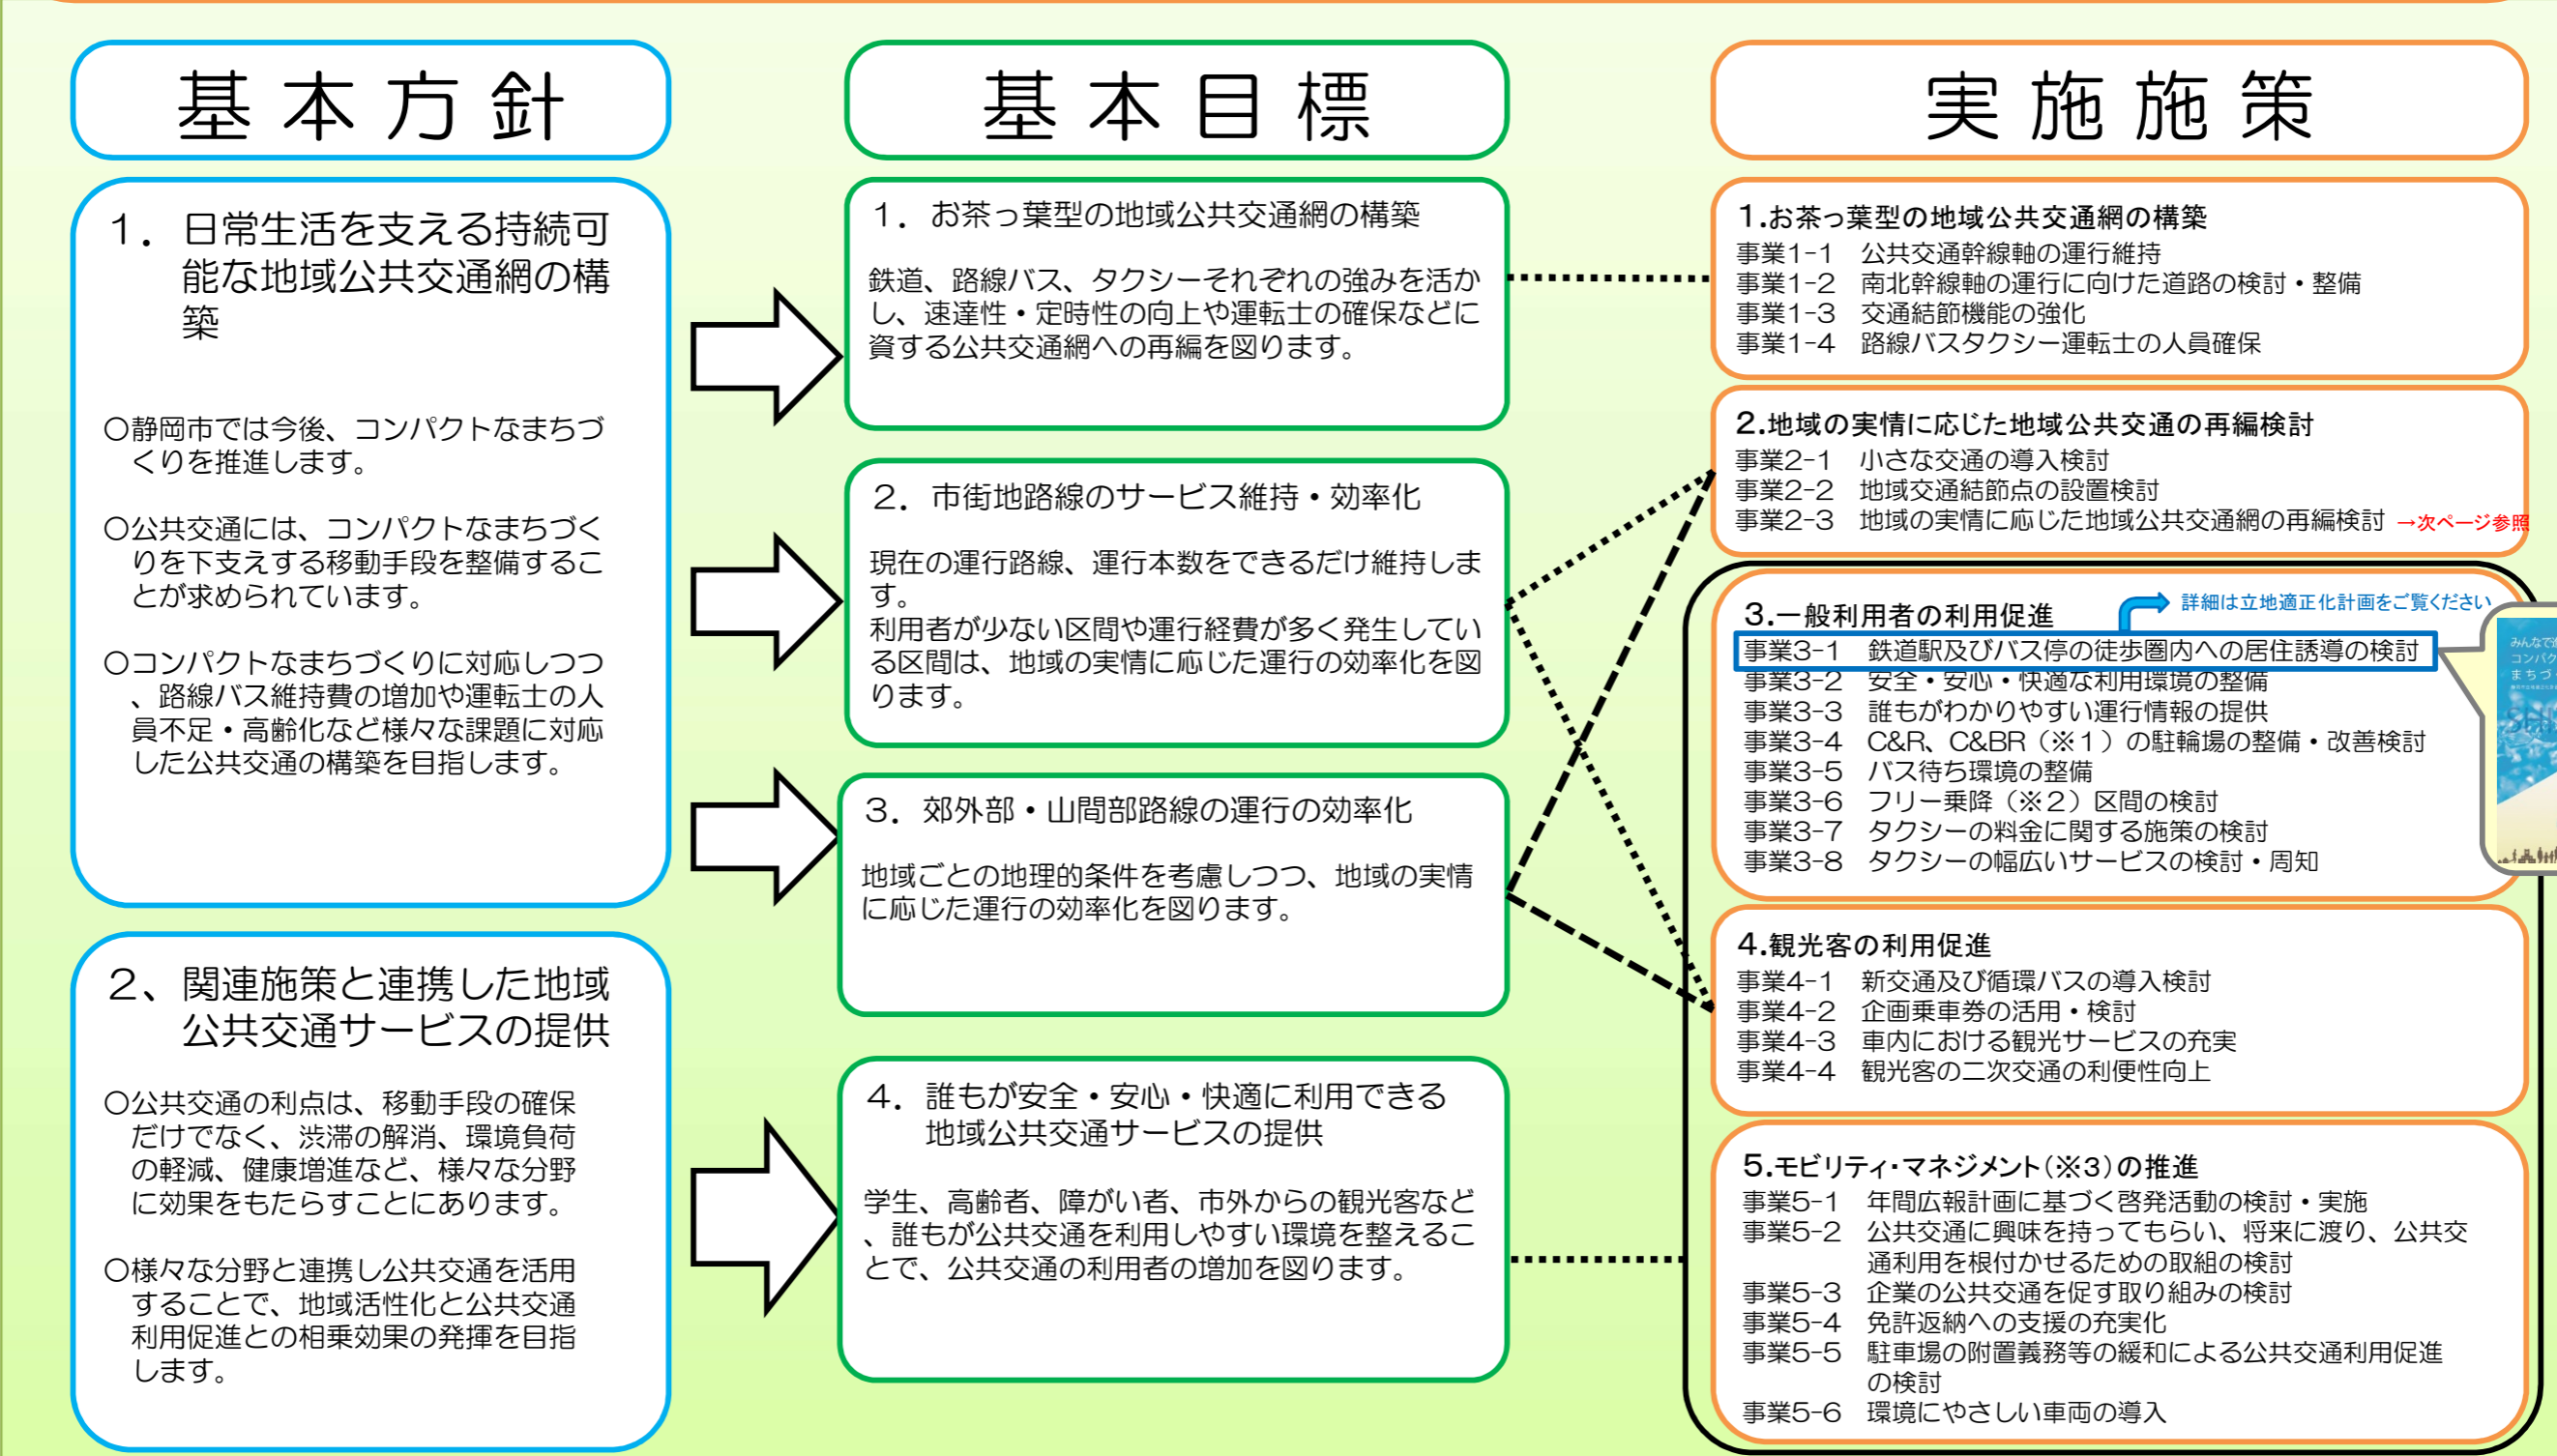 基本方針
1. 日常生活を支える持続可
能な地域公共交通網の構
築
〇静岡市では今後、コンパクトなまちづ
くりを推進します。
〇公共交通には、コンパクトなまちづく
りを下支えする移動手段を整備するこ
とが求められています。
〇コンパクトなまちづくりに対応しつつ
、路線バス維持費の増加や運転士の人
員不足・高齢化など様々な課題に対応
した公共交通の構築を目指します。
2、関連施策と連携した地域
公共交通サービスの提供
〇公共交通の利点は、移動手段の確保
だけでなく、渋滞の解消、環境負荷
の軽減、健康増進など、様々な分野
に効果をもたらすことにあります。
〇様々な分野と連携し公共交通を活用
することで、地域活性化と公共交通
利用促進との相乗効果の発揮を目指
します。
基本目標
1. お茶っ葉型の地域公共交通網の構築
鉄道、路線バス、タクシーそれぞれの強みを活か
し、速達性・定時性の向上や運転士の確保などに
資する公共交通網への再編を図ります。
2. 市街地路線のサービス維持・効率化
現在の運行路線、運行本数をできるだけ維持しま
す。
利用者が少ない区間や運行経費が多く発生してい
る区間は、地域の実情に応じた運行の効率化を図
ります。
3. 郊外部・山間部路線の運行の効率化
地域ごとの地理的条件を考慮しつつ、地域の実情
に応じた運行の効率化を図ります。
4. 誰もが安全・安心・快適に利用できる
地域公共交通サービスの提供
学生、高齢者、障がい者、市外からの観光客など
、誰もが公共交通を利用しやすい環境を整えるこ
とで、公共交通の利用者の増加を図ります。
実施施策
1.お茶っ葉型の地域公共交通網の構築
事業1-1 公共交通幹線軸の運行維持
事業1-2 南北幹線軸の運行に向けた道路の検討・整備
事業1-3 交通結節機能の強化
事業1-4 路線バスタクシー運転士の人員確保
2.地域の実情に応じた地域公共交通の再編検討
事業2-1 小さな交通の導入検討
事業2-2 地域交通結節点の設置検討
事業2-3 地域の実情に応じた地域公共交通網の再編検討 →次ページ参照
3.一般利用者の利用促進 詳細は立地適正化計画をご覧ください
事業3-1 鉄道駅及びバス停の徒歩圏内への居住誘導の検討
事業3-2 安全・安心・快適な利用環境の整備
事業3-3 誰もがわかりやすい運行情報の提供
事業3-4 C&R、C&BR(※1)の駐輪場の整備・改善検討
事業3-5 バス待ち環境の整備
事業3-6 フリー乗降(※2)区間の検討
事業3-7 タクシーの料金に関する施策の検討
事業3-8 タクシーの幅広いサービスの検討・周知
4.観光客の利用促進
事業4-1 新交通及び循環バスの導入検討
事業4-2 企画乗車券の活用・検討
事業4-3 車内における観光サービスの充実
事業4-4 観光客の二次交通の利便性向上
5.モビリティ・マネジメント(※3)の推進
事業5-1 年間広報計画に基づく啓発活動の検討・実施
事業5-2 公共交通に興味を持ってもらい、将来に渡り、公共交
通利用を根付かせるための取組の検討
事業5-3 企業の公共交通を促す取り組みの検討
事業5-4 免許返納への支援の充実化
事業5-5 駐車場の附置義務等の緩和による公共交通利用促進
の検討
事業5-6 環境にやさしい車両の導入